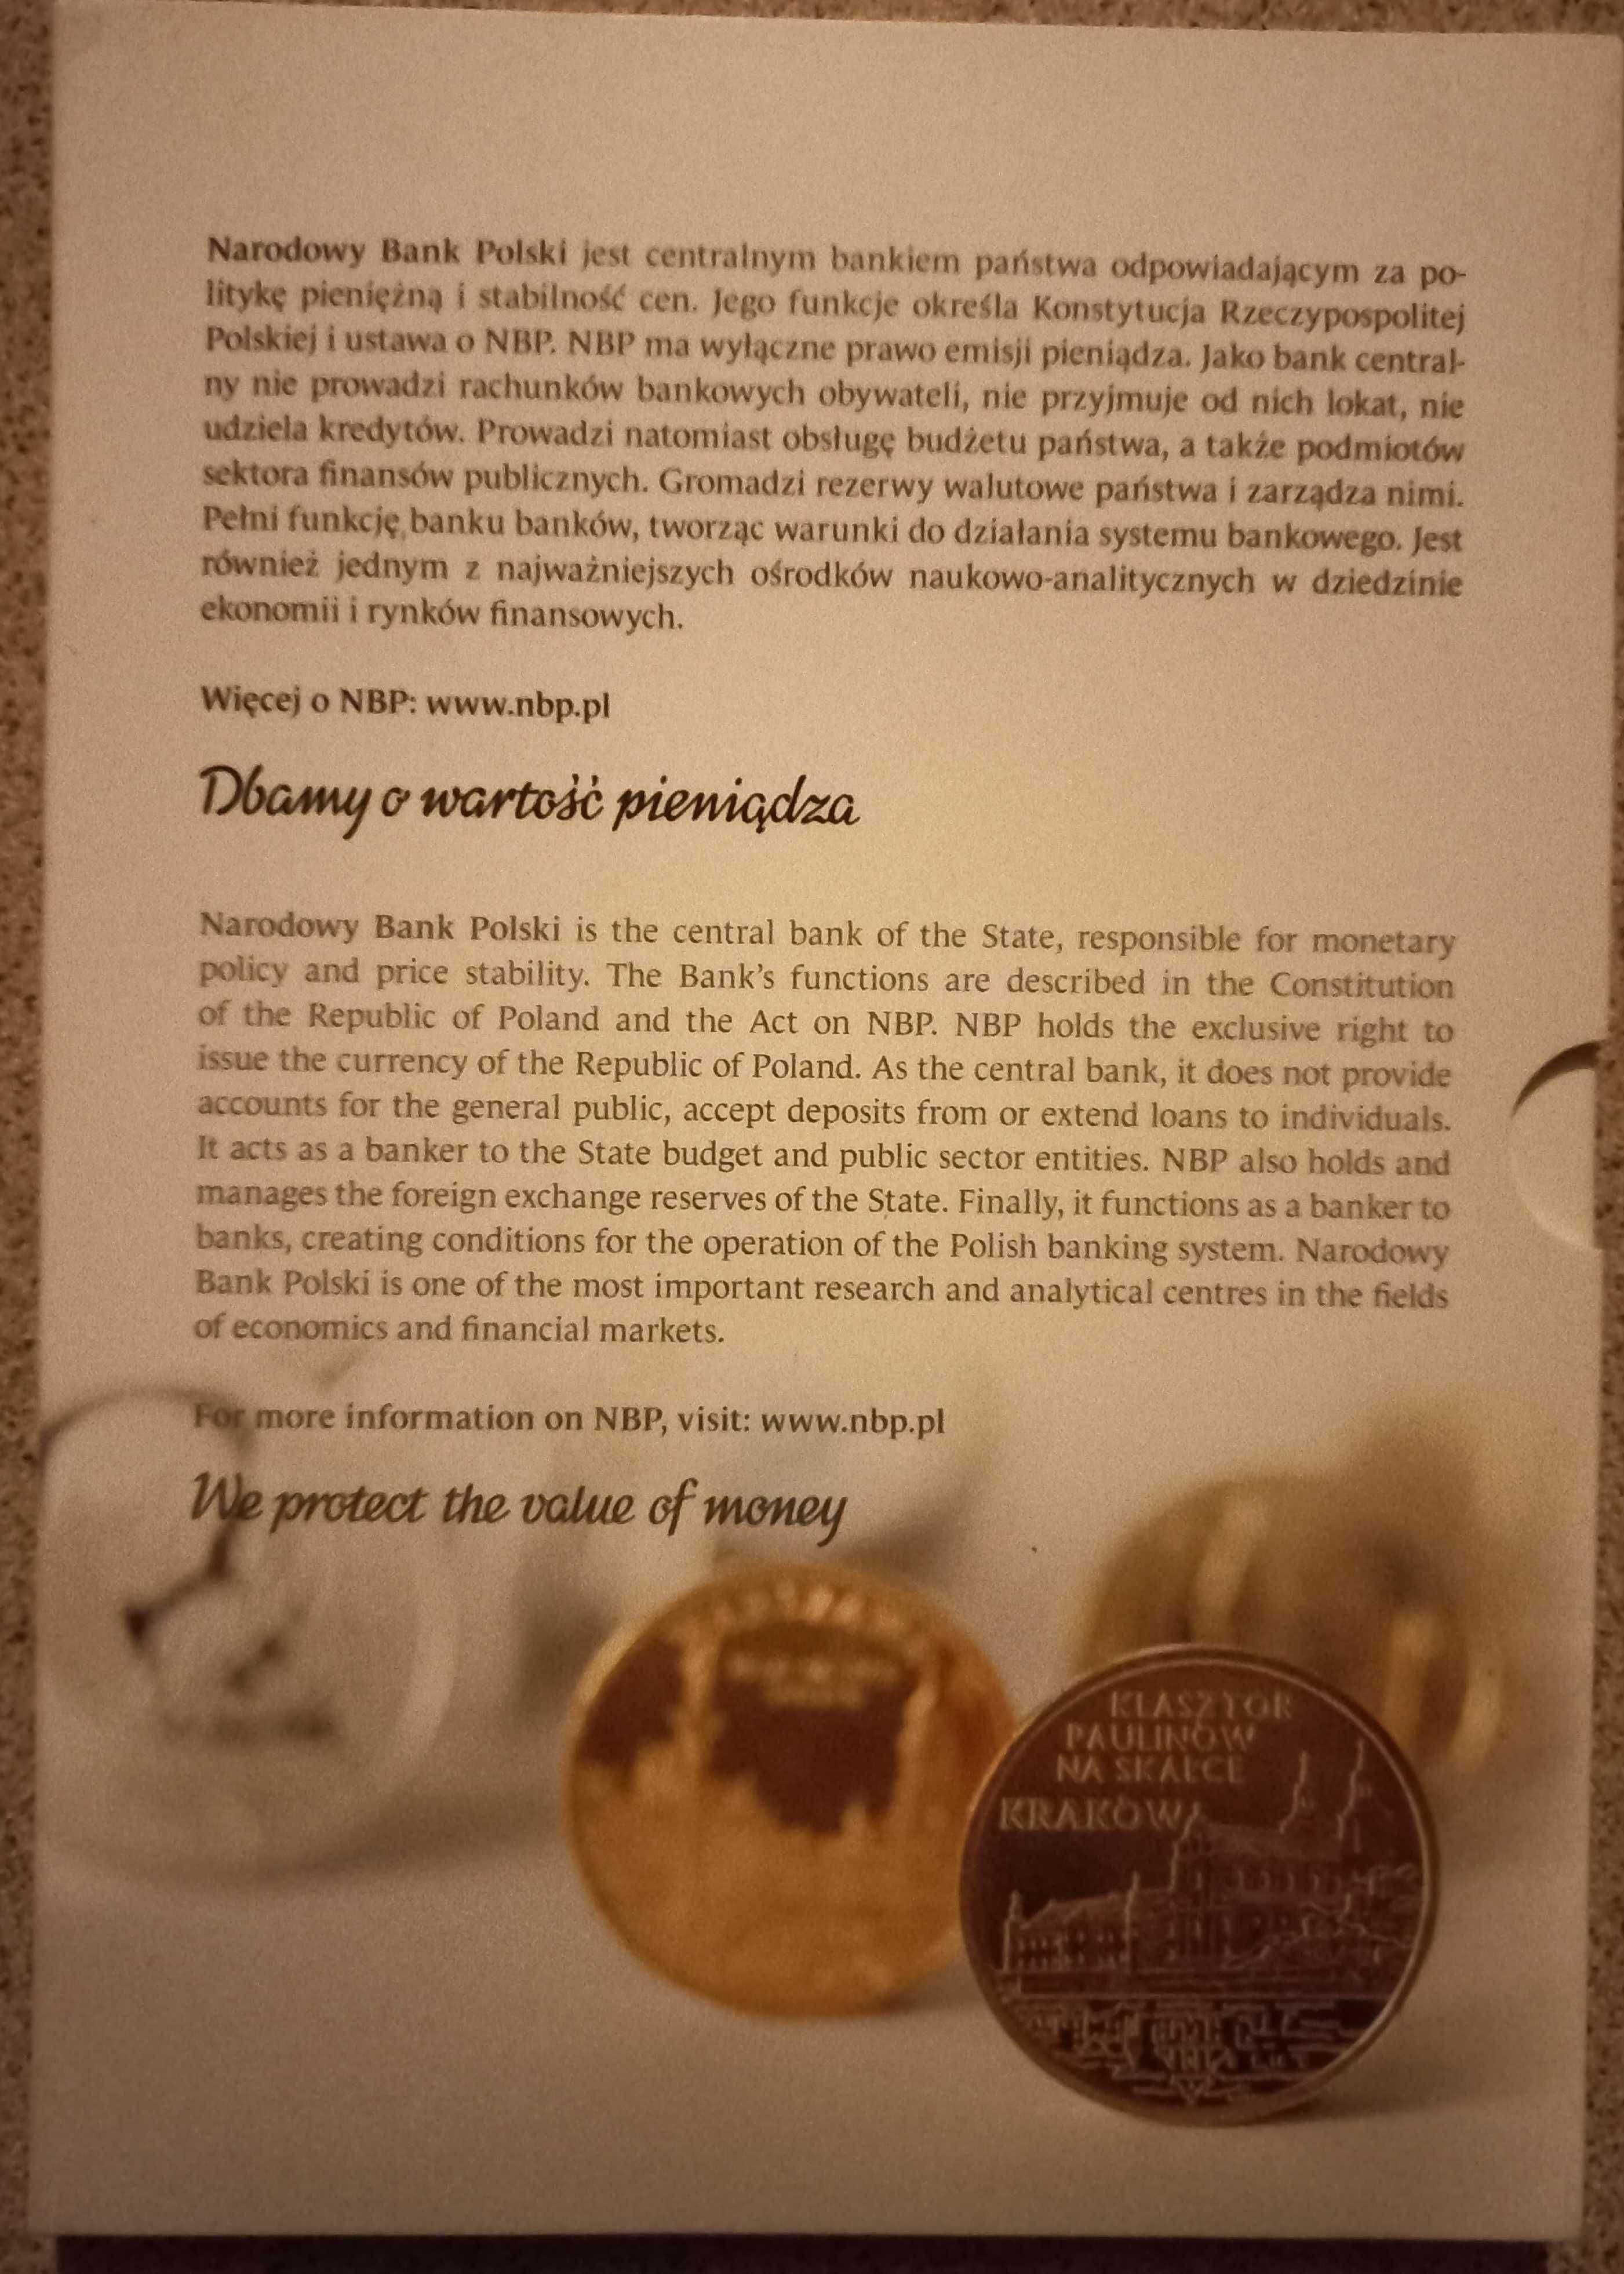 Narodowy Bank Polski jest centralnym bankiem państwa odpowiadającym za po-
litykę pieniężną i stabilność cen. Jego funkcje określa Konstytucja Rzeczypospolitej
Polskiej i ustawa o NBP. NBP ma wyłączne prawo emisji pieniądza. Jako bank central-
ny nie prowadzi rachunków bankowych obywateli, nie przyjmuje od nich lokat, nie
udziela kredytów. Prowadzi natomiast obsługę budżetu państwa, a także podmiotów
sektora finansów publicznych. Gromadzi rezerwy walutowe państwa i zarządza nimi.
Pełni funkcję banku banków, tworząc warunki do działania systemu bankowego. Jest
również jednym z najważniejszych ośrodków naukowo-analitycznych w dziedzinie
ekonomii i rynków finansowych.
Więcej o NBP: www.nbp.pl
Dbamy o wartość pieniądza
Narodowy Bank Polski is the central bank of the State, responsible for monetary
policy and price stability. The Bank's functions are described in the Constitution
of the Republic of Poland and the Act on NBP. NBP holds the exclusive right to
issue the currency of the Republic of Poland. As the central bank, it does not provide
accounts for the general public, accept deposits from or extend loans to individuals.
It acts as a banker to the State budget and public sector entities. NBP also holds and
manages the foreign exchange reserves of the State. Finally, it functions as a banker to
banks, creating conditions for the operation of the Polish banking system. Narodowy
Bank Polski is one of the most important research and analytical centres in the fields
of economics and financial markets.
For more information on NBP, visit: www.nbp.pl
We protect the value of money
KLASZTOR
PAULINÓW
NA SKAŁCE
KRAKÓW